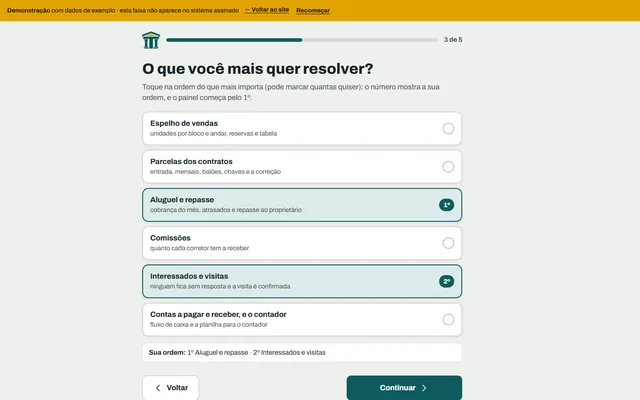 Demonstração com dados de exemplo · esta faixa não aparece no sistema assinado ← Voltar ao site Recomeçar
3 de 5
O que você mais quer resolver?
Toque na ordem do que mais importa (pode marcar quantas quiser): o número mostra a sua
ordem, e o painel começa pelo 1º.
Espelho de vendas
unidades por bloco e andar, reservas e tabela
Parcelas dos contratos
entrada, mensais, balões, chaves e a correção
Aluguel e repasse
cobrança do mês, atrasados e repasse ao proprietário
1º
Comissões
quanto cada corretor tem a receber
Interessados e visitas
ninguém fica sem resposta e a visita é confirmada
2º
Contas a pagar e receber, e o contador
fluxo de caixa e a planilha para o contador
Sua ordem: 1º Aluguel e repasse · 2º Interessados e visitas
Voltar
Continuar